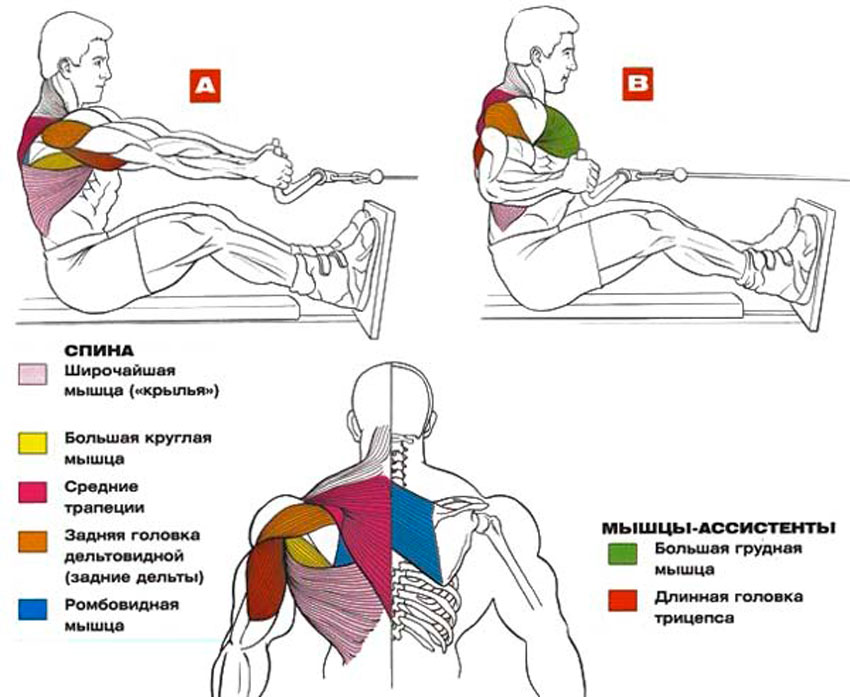 A
B
СПИНА
Широчайшая
мышца («крылья»)
Большая круглая
мышца
Средние
трапеции
Задняя головка
дельтовидной
(задние дельты)
Ромбовидная
мышца
МЫШЦЫ-АССИСТЕНТЫ
Большая грудная
мышца
Длинная головка
трицепса